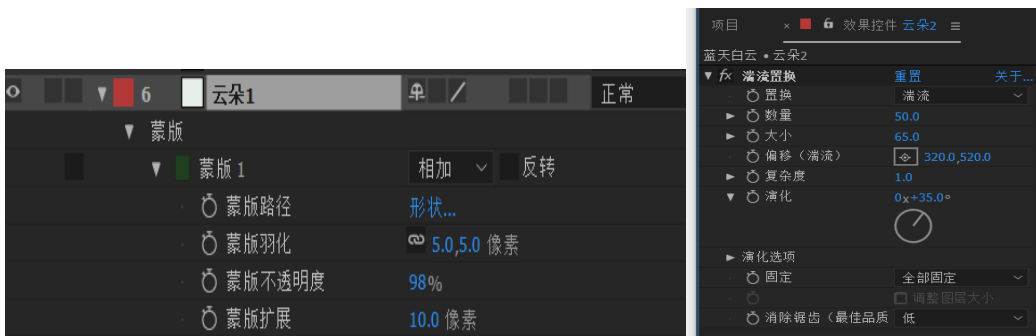 6 云朵1 正常
蒙版
蒙版 1 相加 反转
蒙版路径 形状...
蒙版羽化 5.0,5.0 像素
蒙版不透明度 98%
蒙版扩展 10.0 像素
项目 × 效果控件 云朵2 ≡
蓝天白云 • 云朵2
fx 湍流置换 重置 关于...
置换 湍流
数量 50.0
大小 65.0
偏移（湍流） 320.0,520.0
复杂度 1.0
演化 0x+35.0°
演化选项
固定 全部固定
调整图层大小
消除锯齿（最佳品质 低